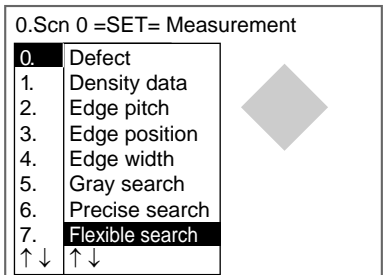 0.Scn 0 =SET= Measurement
0. Defect
1. Density data
2. Edge pitch
3. Edge position
4. Edge width
5. Gray search
6. Precise search
7. Flexible search
↑↓ ↑↓